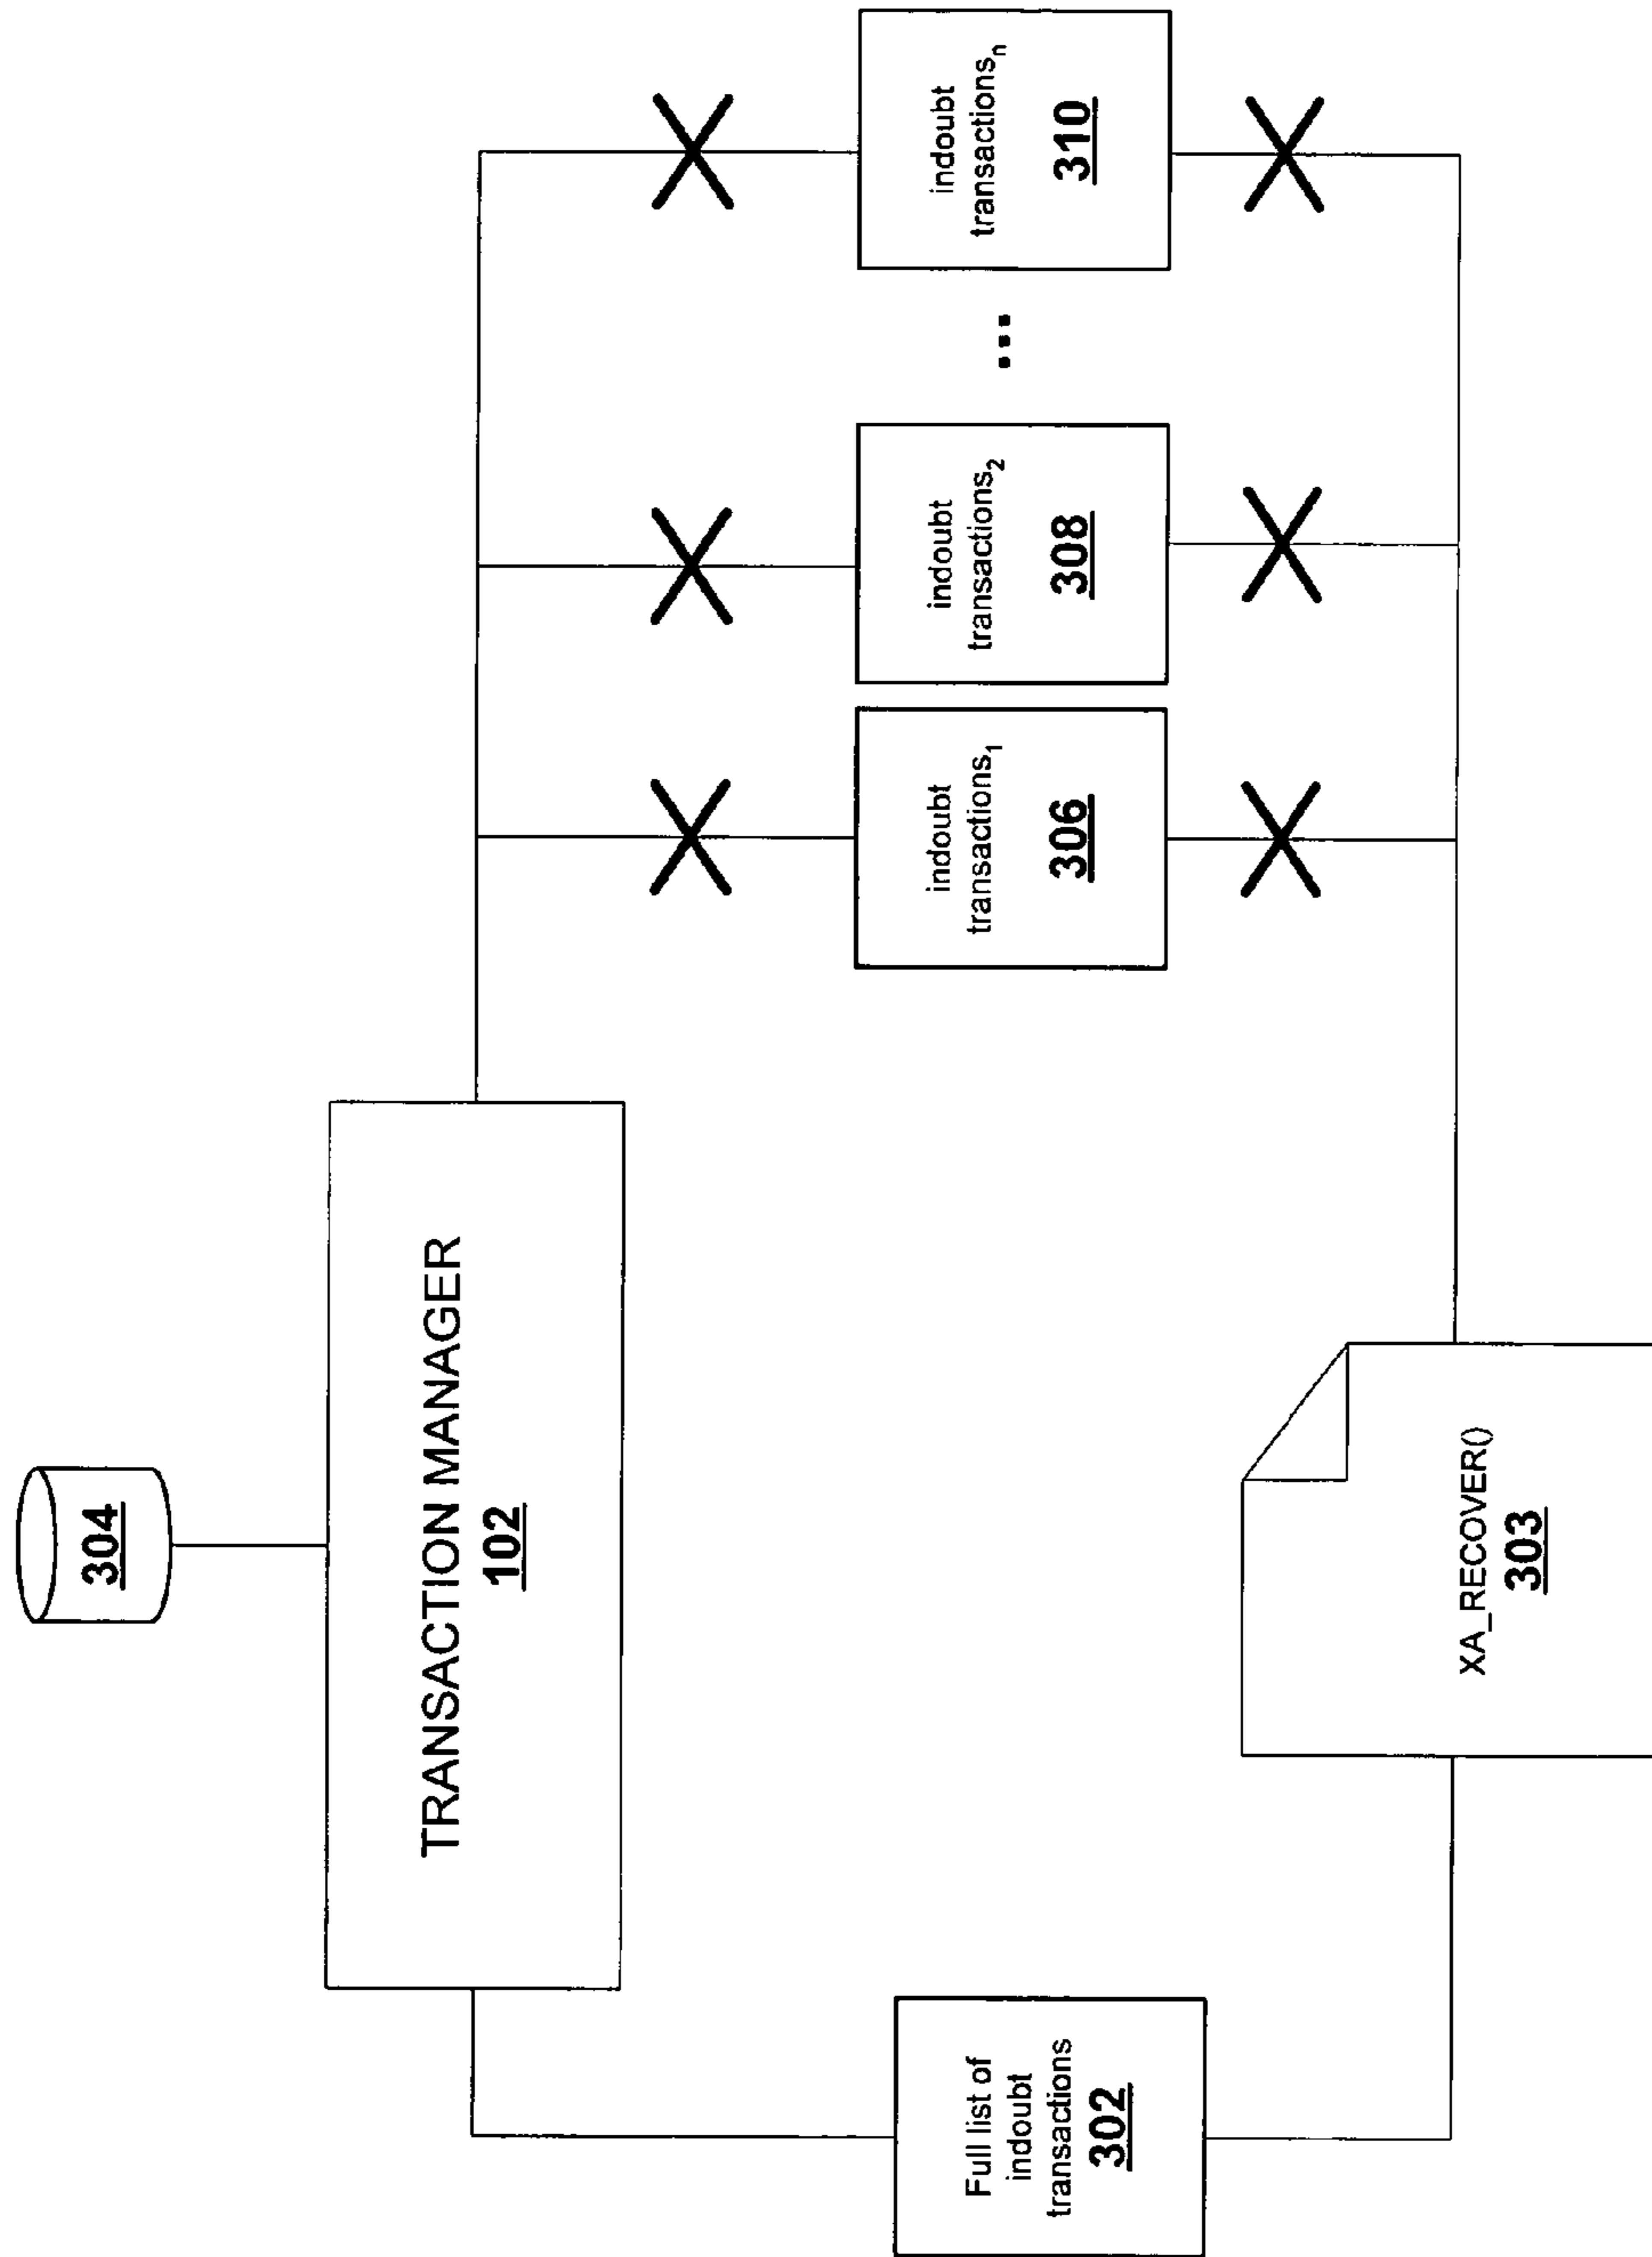 304
TRANSACTION MANAGER
102
Full list of
indoubt
transactions
302
indoubt
transactions₁
306
indoubt
transactions₂
308
...
indoubt
transactionsₙ
310
XA_RECOVER()
303